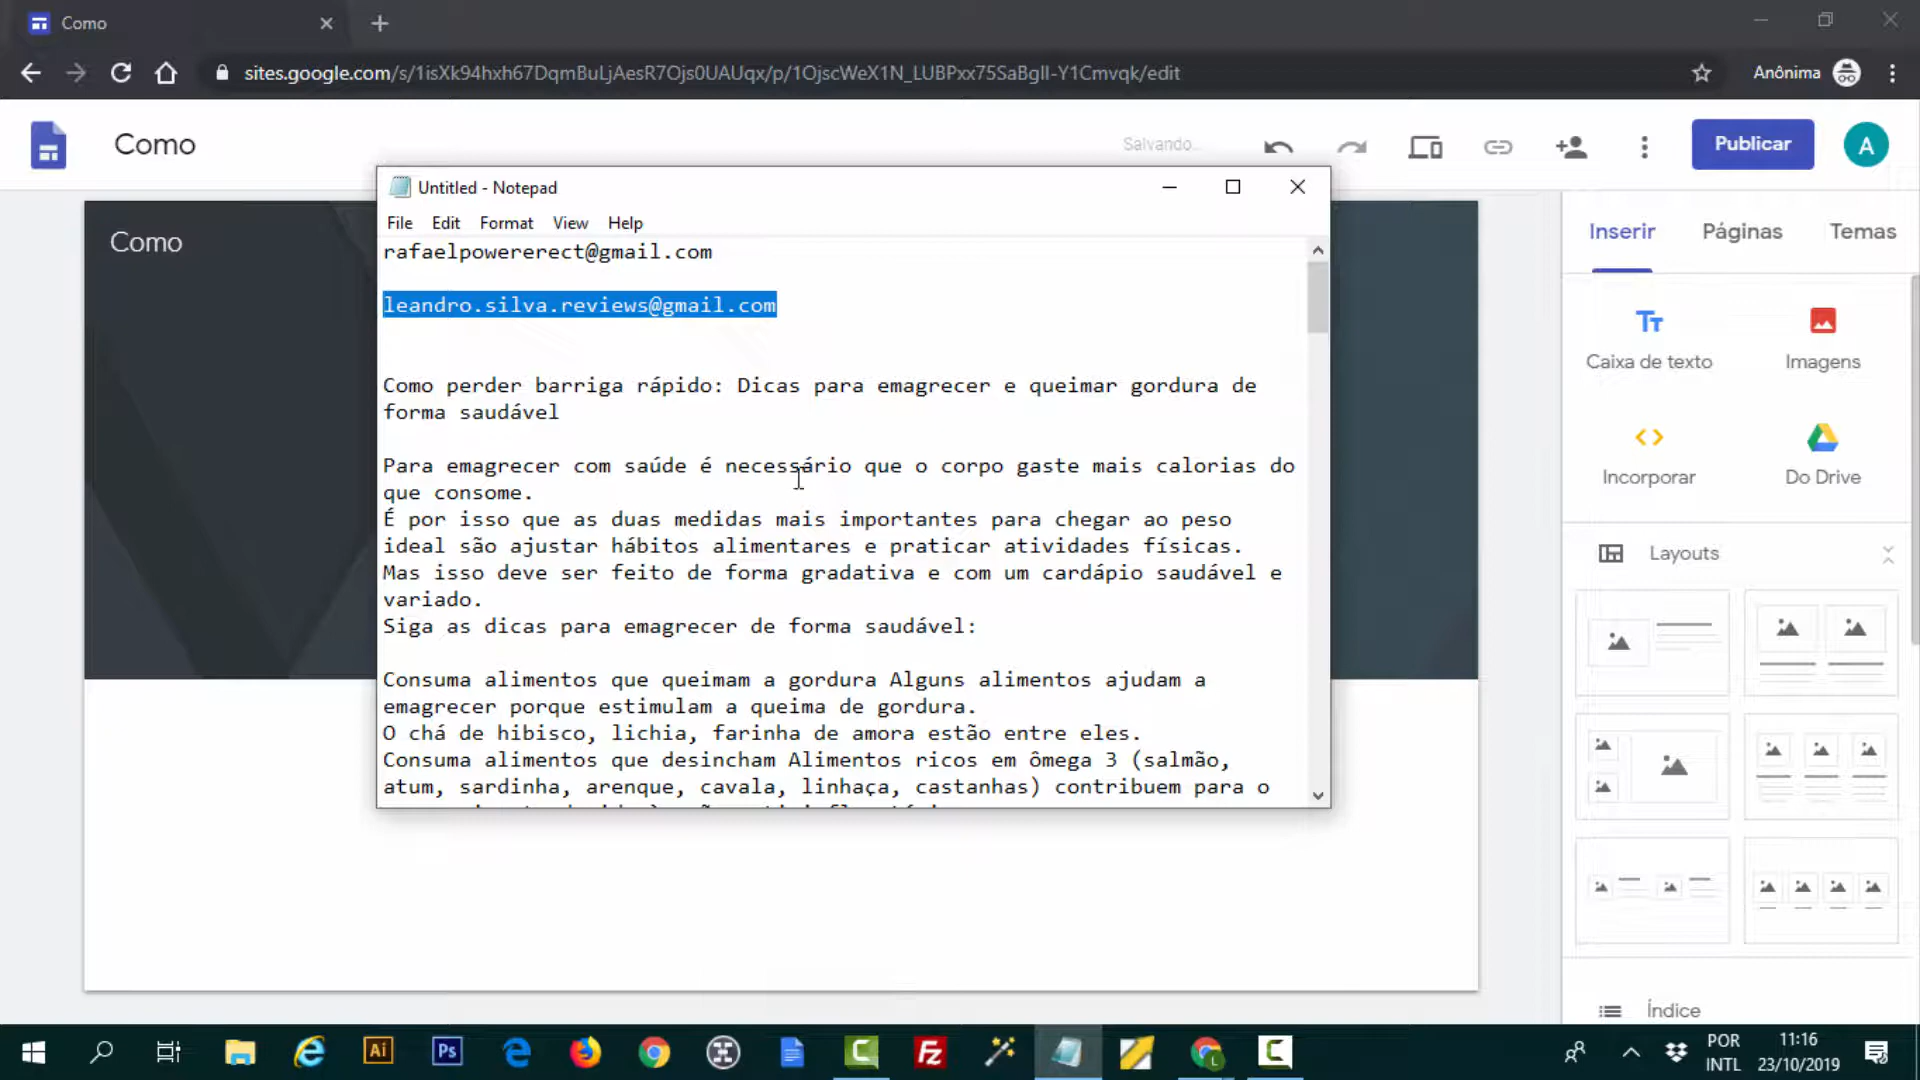 Como
sites.google.com/s/1isXk94hxh67DqmBuLjAesR7Ojs0UAUqx/p/1OjscWeX1N_LUBPxx75SaBgIl-Y1Cmvqk/edit
Anônima
Como
Salvando...
Publicar
A
Como
Untitled - Notepad
File Edit Format View Help
rafaelpowererect@gmail.com
leandro.silva.reviews@gmail.com
Como perder barriga rápido: Dicas para emagrecer e queimar gordura de
forma saudável
Para emagrecer com saúde é necessário que o corpo gaste mais calorias do
que consome.
É por isso que as duas medidas mais importantes para chegar ao peso
ideal são ajustar hábitos alimentares e praticar atividades físicas.
Mas isso deve ser feito de forma gradativa e com um cardápio saudável e
variado.
Siga as dicas para emagrecer de forma saudável:
Consuma alimentos que queimam a gordura Alguns alimentos ajudam a
emagrecer porque estimulam a queima de gordura.
O chá de hibisco, lichia, farinha de amora estão entre eles.
Consuma alimentos que desincham Alimentos ricos em ômega 3 (salmão,
atum, sardinha, arenque, cavala, linhaça, castanhas) contribuem para o
Inserir Páginas Temas
Caixa de texto Imagens
Incorporar Do Drive
Layouts
Índice
Ai
Ps
Fz
L
POR
INTL
11:16
23/10/2019